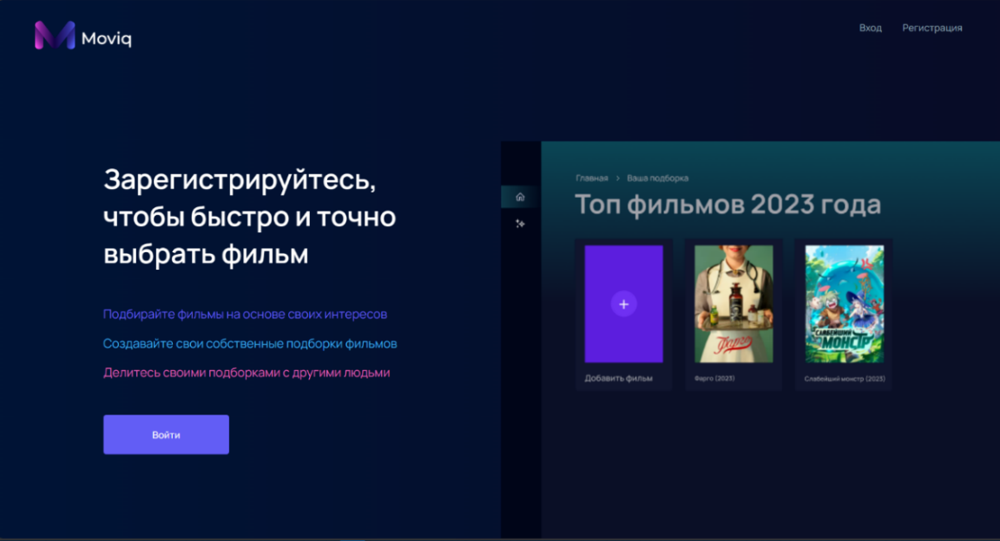 Moviq
Вход
Регистрация
Зарегистрируйтесь,
чтобы быстро и точно
выбрать фильм
Подбирайте фильмы на основе своих интересов
Создавайте свои собственные подборки фильмов
Делитесь своими подборками с другими людьми
Войти
Главная > Ваша подборка
Топ фильмов 2023 года
Фарго
СЛАБЕЙШИЙ
МОНСТР
Добавить фильм
Фарго (2023)
Слабейший монстр (2023)